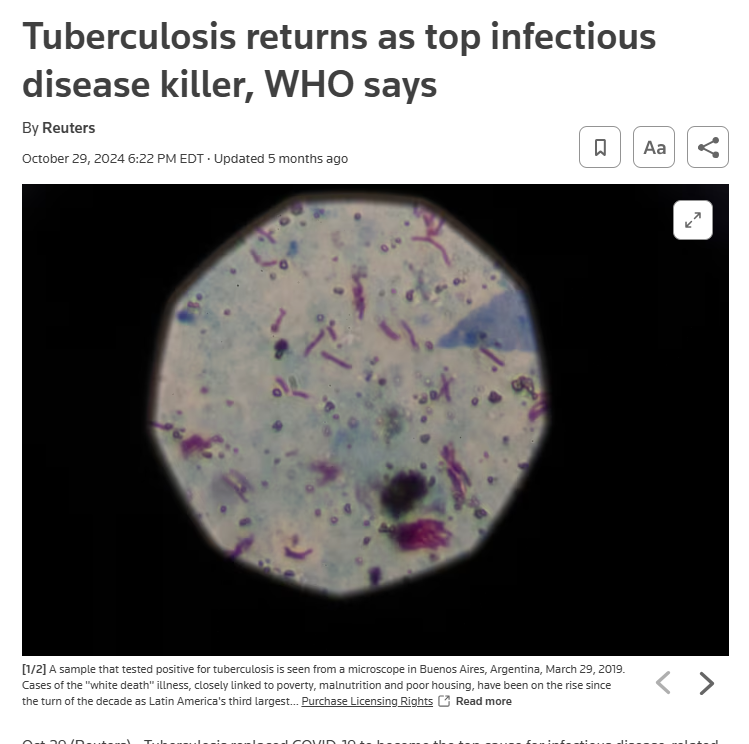 Tuberculosis returns as top infectious
disease killer, WHO says
By Reuters
October 29, 2024 6:22 PM EDT · Updated 5 months ago
Aa
[1/2] A sample that tested positive for tuberculosis is seen from a microscope in Buenos Aires, Argentina, March 29, 2019.
Cases of the "white death" illness, closely linked to poverty, malnutrition and poor housing, have been on the rise since
the turn of the decade as Latin America's third largest... Purchase Licensing Rights Read more
Oct 29 (Reuters) - Tuberculosis replaced COVID-19 to become the top cause for infectious disease-related